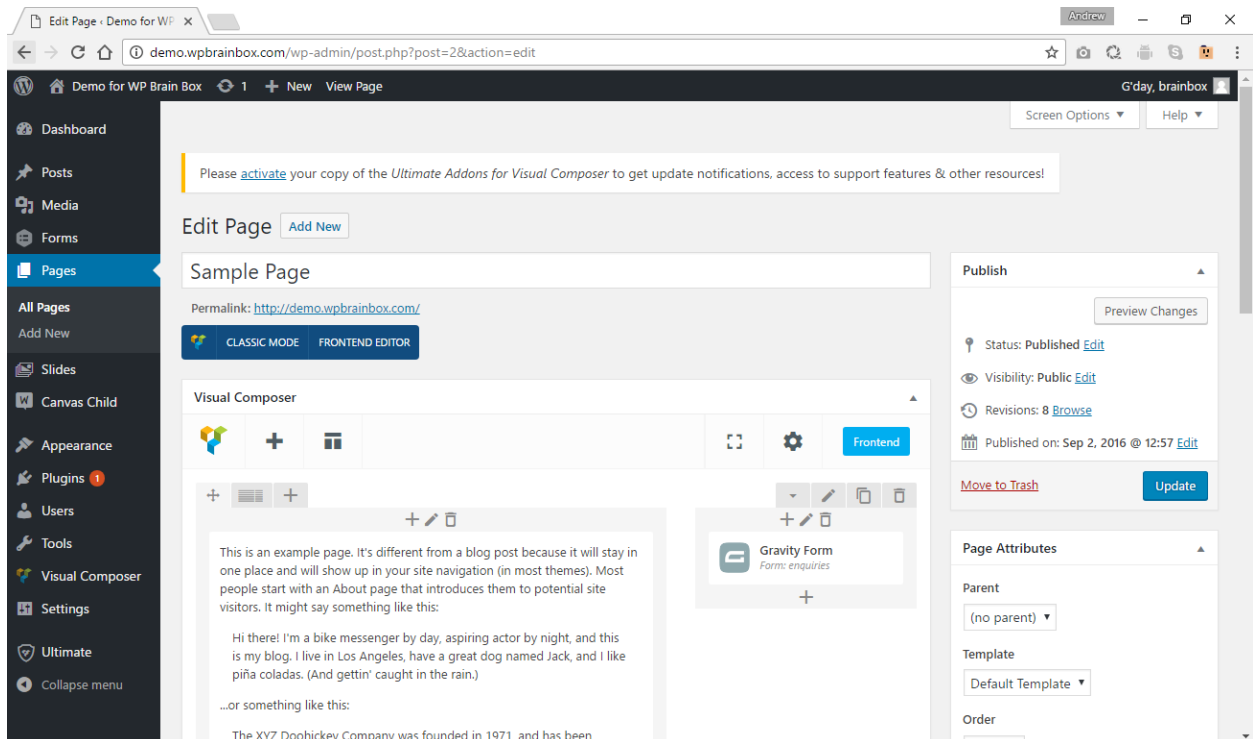 Edit Page ‹ Demo for WP
Andrew
demo.wpbrainbox.com/wp-admin/post.php?post=2&action=edit
Demo for WP Brain Box 1 New View Page G'day, brainbox
Screen Options Help
Dashboard
Posts
Media
Forms
Pages
All Pages
Add New
Slides
Canvas Child
Appearance
Plugins 1
Users
Tools
Visual Composer
Settings
Ultimate
Collapse menu
Please activate your copy of the Ultimate Addons for Visual Composer to get update notifications, access to support features & other resources!
Edit Page Add New
Sample Page
Permalink: http://demo.wpbrainbox.com/
CLASSIC MODE FRONTEND EDITOR
Visual Composer
Frontend
This is an example page. It's different from a blog post because it will stay in
one place and will show up in your site navigation (in most themes). Most
people start with an About page that introduces them to potential site
visitors. It might say something like this:
Hi there! I'm a bike messenger by day, aspiring actor by night, and this
is my blog. I live in Los Angeles, have a great dog named Jack, and I like
piña coladas. (And gettin' caught in the rain.)
...or something like this:
The XYZ Doohickey Company was founded in 1971, and has been
Gravity Form
Form: enquiries
Publish
Preview Changes
Status: Published Edit
Visibility: Public Edit
Revisions: 8 Browse
Published on: Sep 2, 2016 @ 12:57 Edit
Move to Trash Update
Page Attributes
Parent
(no parent)
Template
Default Template
Order